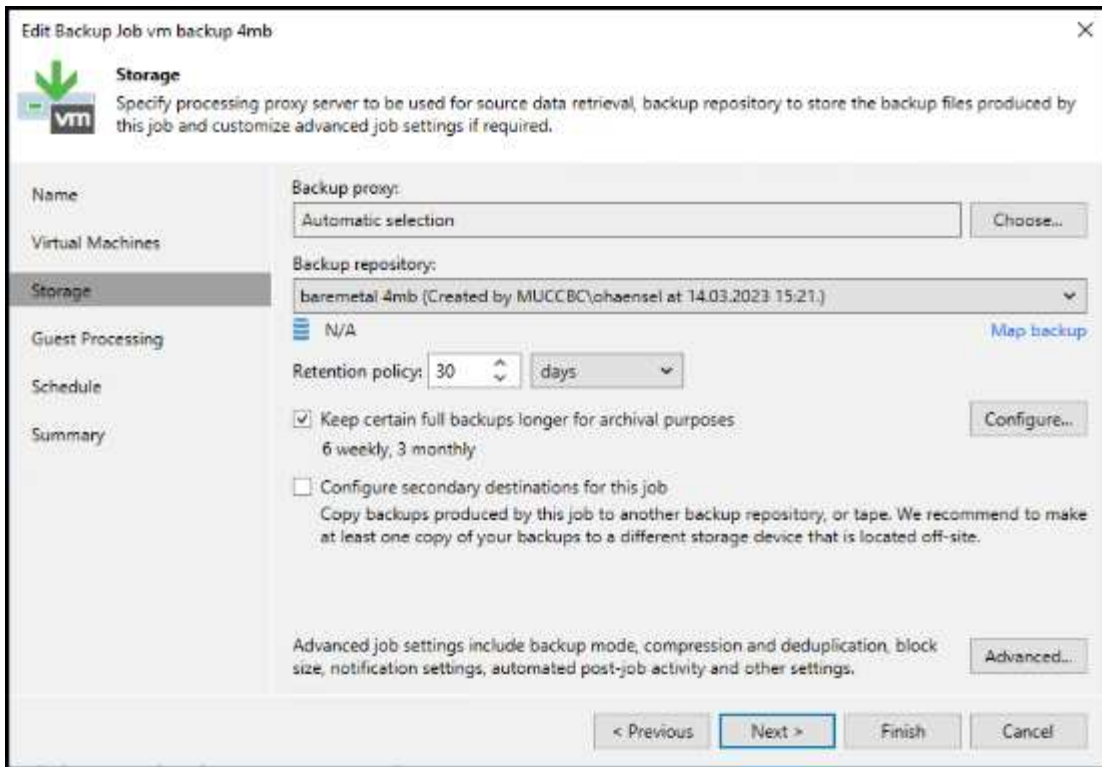 Edit Backup Job vm backup 4mb
Storage
Specify processing proxy server to be used for source data retrieval, backup repository to store the backup files produced by
this job and customize advanced job settings if required.
vm
Name
Virtual Machines
Storage
Guest Processing
Schedule
Summary
Backup proxy:
Automatic selection
Choose...
Backup repository:
baremetal 4mb (Created by MUCCBC\ohaensel at 14.03.2023 15:21.)
N/A
Map backup
Retention policy: 30 days
Keep certain full backups longer for archival purposes
Configure...
6 weekly, 3 monthly
Configure secondary destinations for this job
Copy backups produced by this job to another backup repository, or tape. We recommend to make
at least one copy of your backups to a different storage device that is located off-site.
Advanced job settings include backup mode, compression and deduplication, block
size, notification settings, automated post-job activity and other settings.
Advanced...
< Previous
Next >
Finish
Cancel